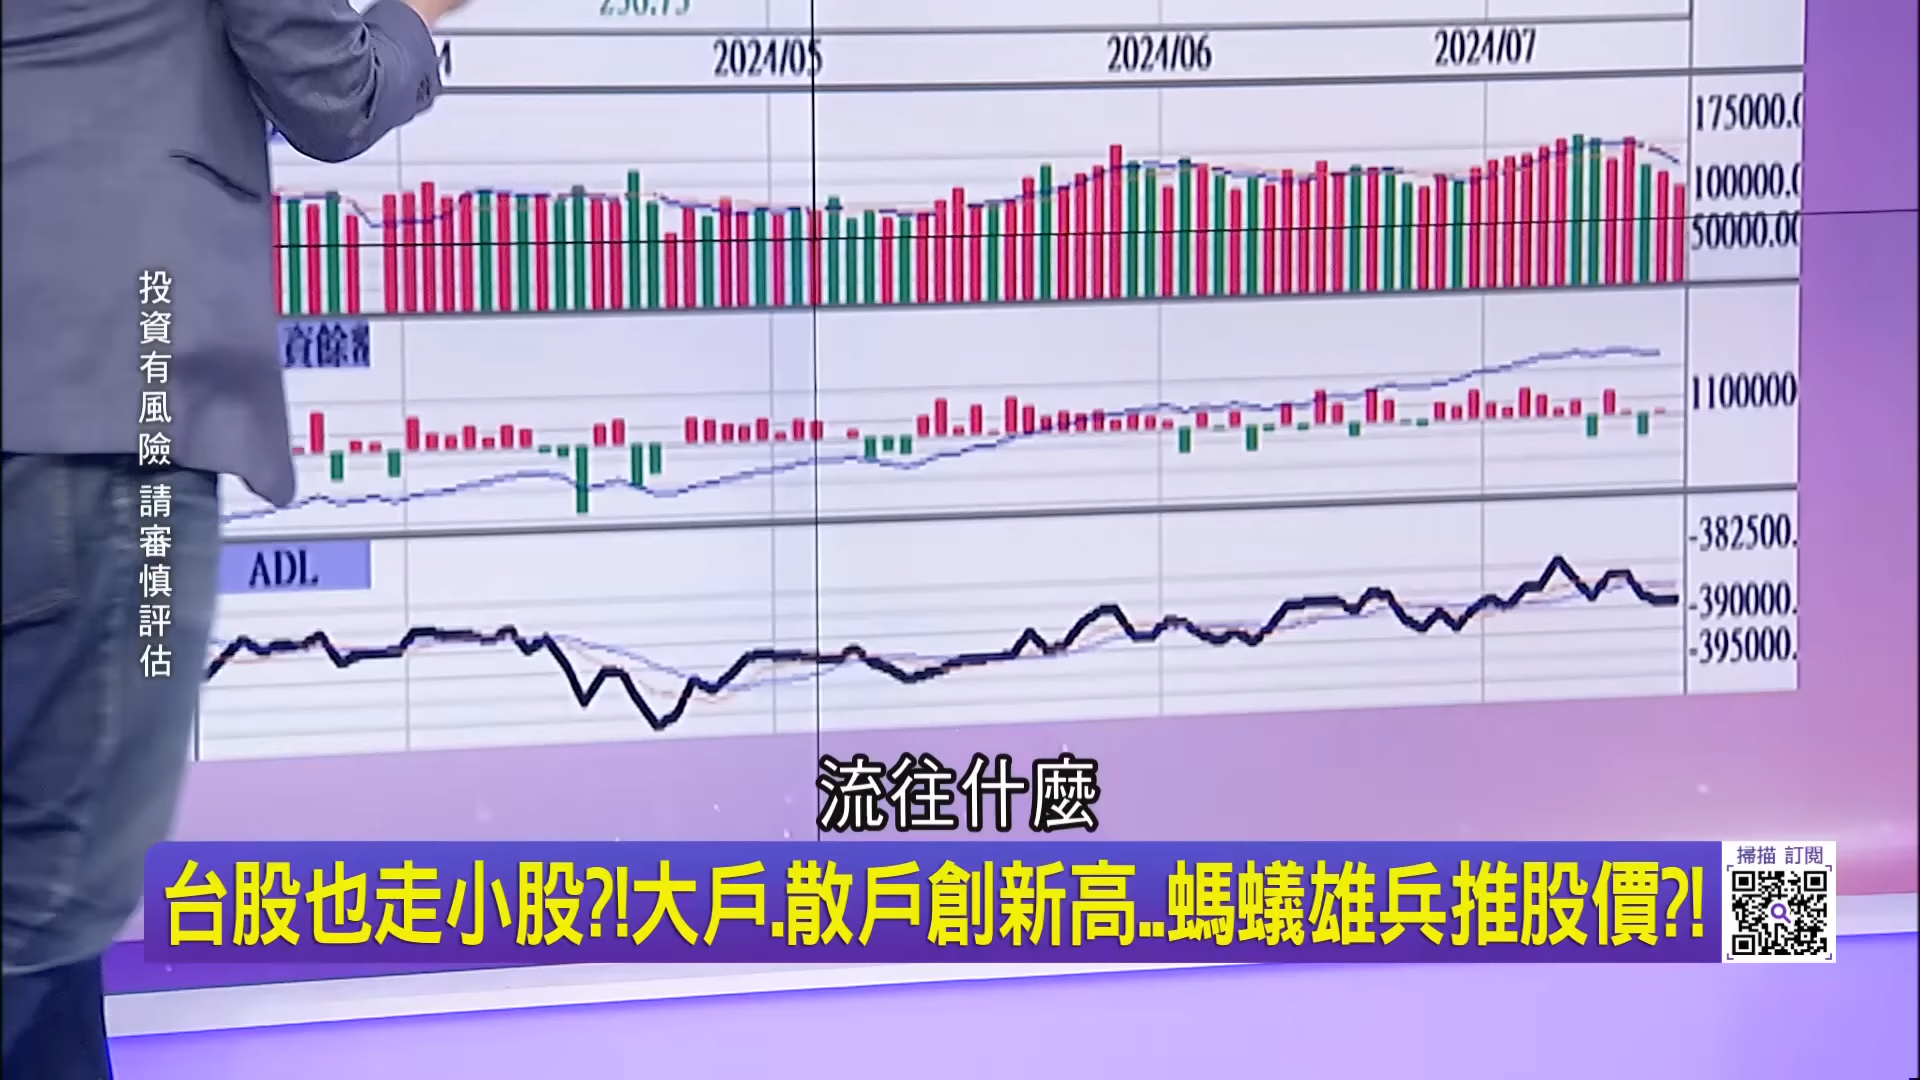 2024/05
2024/06
2024/07
175000.0
100000.0
50000.00
資餘
1100000
ADL
-382500.
-390000.
-395000.
投資有風險 請審慎評估
流往什麼
台股也走小股?!大戶.散戶創新高..螞蟻雄兵推股價?!
掃描 訂閱